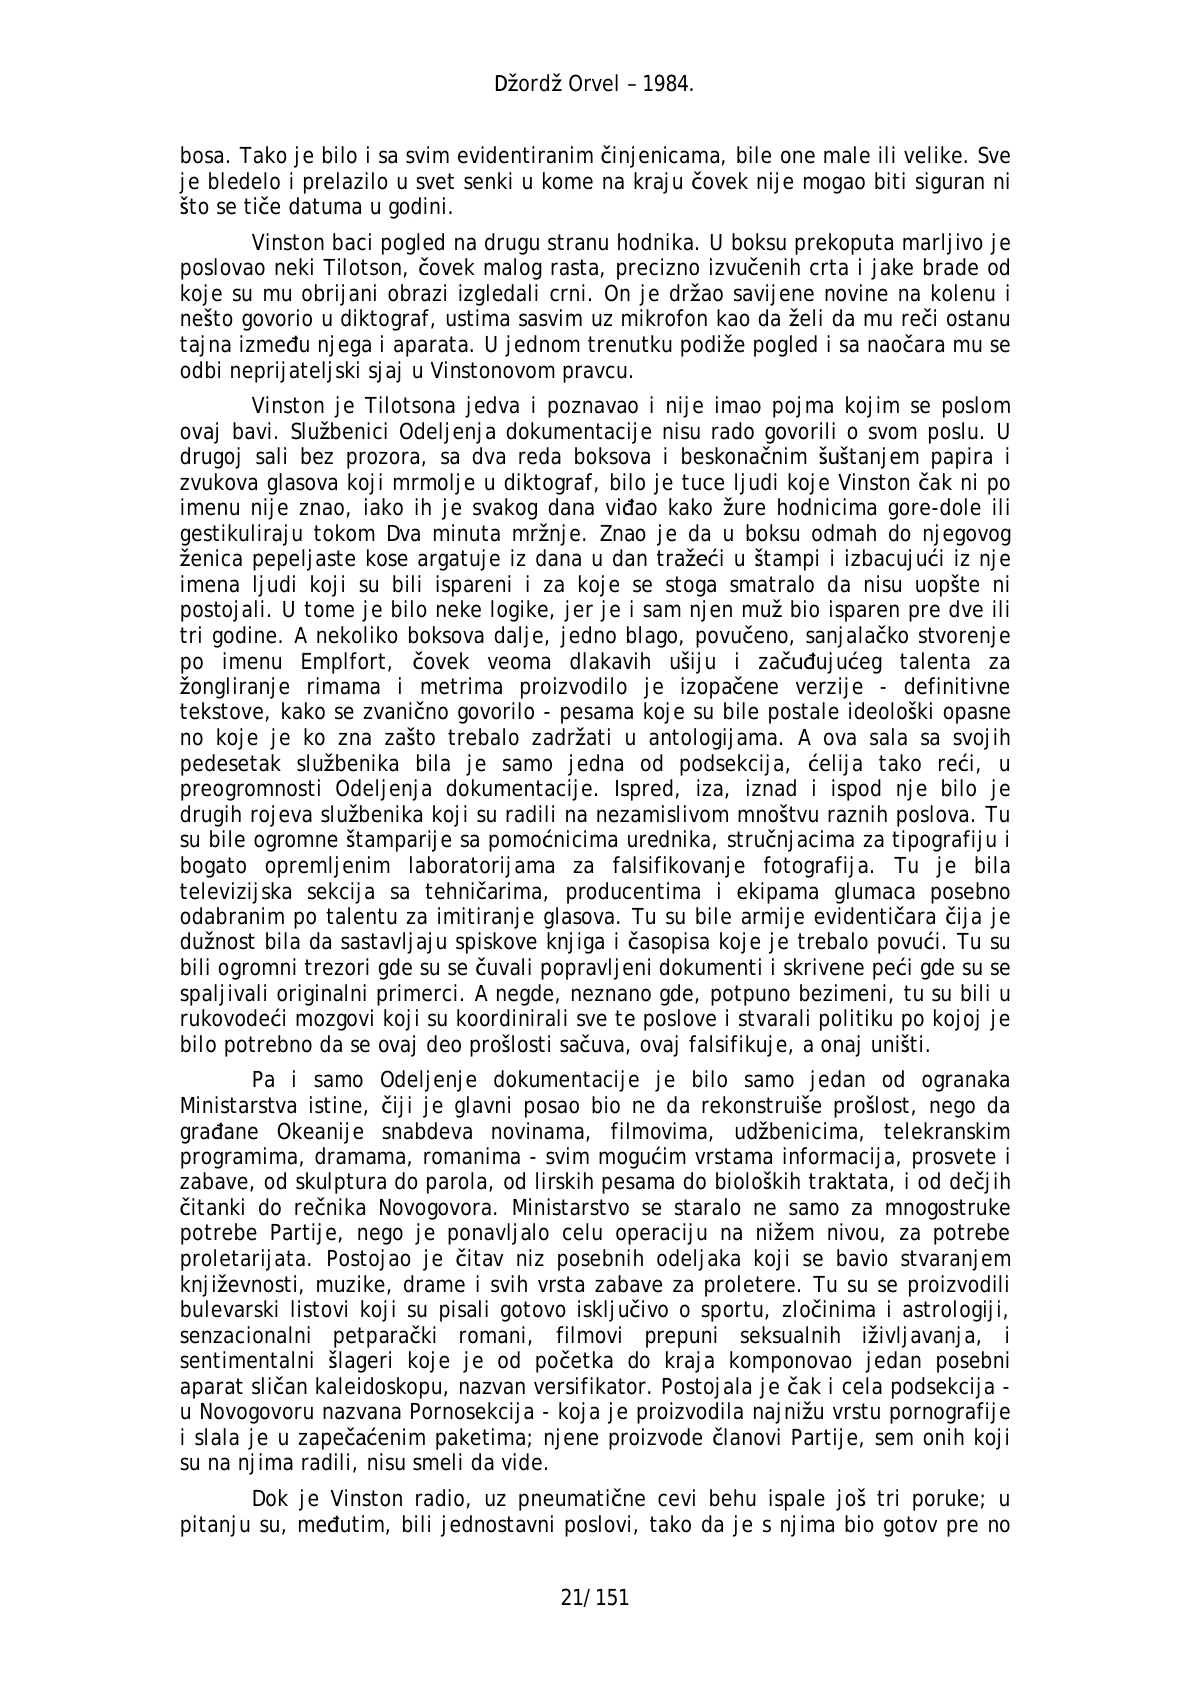 Džordž Orvel – 1984.
bosa. Tako je bilo i sa svim evidentiranim činjenicama, bile one male ili velike. Sve
je bledelo i prelazilo u svet senki u kome na kraju čovek nije mogao biti siguran ni
što se tiče datuma u godini.
Vinston baci pogled na drugu stranu hodnika. U boksu prekoputa marljivo je
poslovao neki Tilotson, čovek malog rasta, precizno izvučenih crta i jake brade od
koje su mu obrijani obrazi izgledali crni. On je držao savijene novine na kolenu i
nešto govorio u diktograf, ustima sasvim uz mikrofon kao da želi da mu reči ostanu
tajna između njega i aparata. U jednom trenutku podiže pogled i sa naočara mu se
odbi neprijateljski sjaj u Vinstonovom pravcu.
Vinston je Tilotsona jedva i poznavao i nije imao pojma kojim se poslom
ovaj bavi. Službenici Odeljenja dokumentacije nisu rado govorili o svom poslu. U
drugoj sali bez prozora, sa dva reda boksova i beskonačnim šuštanjem papira i
zvukova glasova koji mrmolje u diktograf, bilo je tuce ljudi koje Vinston čak ni po
imenu nije znao, iako ih je svakog dana viđao kako žure hodnicima gore-dole ili
gestikuliraju tokom Dva minuta mržnje. Znao je da u boksu odmah do njegovog
ženica pepeljaste kose argatuje iz dana u dan tražeći u štampi i izbacujući iz nje
imena ljudi koji su bili ispareni i za koje se stoga smatralo da nisu uopšte ni
postojali. U tome je bilo neke logike, jer je i sam njen muž bio isparen pre dve ili
tri godine. A nekoliko boksova dalje, jedno blago, povučeno, sanjalačko stvorenje
po imenu Emplfort, čovek veoma dlakavih ušiju i začuđujućeg talenta za
žongliranje rimama i metrima proizvodilo je izopačene verzije - definitivne
tekstove, kako se zvanično govorilo - pesama koje su bile postale ideološki opasne
no koje je ko zna zašto trebalo zadržati u antologijama. A ova sala sa svojih
pedesetak službenika bila je samo jedna od podsekcija, ćelija tako reći, u
preogromnosti Odeljenja dokumentacije. Ispred, iza, iznad i ispod nje bilo je
drugih rojeva službenika koji su radili na nezamislivom mnoštvu raznih poslova. Tu
su bile ogromne štamparije sa pomoćnicima urednika, stručnjacima za tipografiju i
bogato opremljenim laboratorijama za falsifikovanje fotografija. Tu je bila
televizijska sekcija sa tehničarima, producentima i ekipama glumaca posebno
odabranim po talentu za imitiranje glasova. Tu su bile armije evidentičara čija je
dužnost bila da sastavljaju spiskove knjiga i časopisa koje je trebalo povući. Tu su
bili ogromni trezori gde su se čuvali popravljeni dokumenti i skrivene peći gde su se
spaljivali originalni primerci. A negde, neznano gde, potpuno bezimeni, tu su bili u
rukovodeći mozgovi koji su koordinirali sve te poslove i stvarali politiku po kojoj je
bilo potrebno da se ovaj deo prošlosti sačuva, ovaj falsifikuje, a onaj uništi.
Pa i samo Odeljenje dokumentacije je bilo samo jedan od ogranaka
Ministarstva istine, čiji je glavni posao bio ne da rekonstruiše prošlost, nego da
građane Okeanije snabdeva novinama, filmovima, udžbenicima, telekranskim
programima, dramama, romanima - svim mogućim vrstama informacija, prosvete i
zabave, od skulptura do parola, od lirskih pesama do bioloških traktata, i od dečjih
čitanki do rečnika Novogovora. Ministarstvo se staralo ne samo za mnogostruke
potrebe Partije, nego je ponavljalo celu operaciju na nižem nivou, za potrebe
proletarijata. Postojao je čitav niz posebnih odeljaka koji se bavio stvaranjem
književnosti, muzike, drame i svih vrsta zabave za proletere. Tu su se proizvodili
bulevarski listovi koji su pisali gotovo isključivo o sportu, zločinima i astrologiji,
senzacionalni petparački romani, filmovi prepuni seksualnih iživljavanja, i
sentimentalni šlageri koje je od početka do kraja komponovao jedan posebni
aparat sličan kaleidoskopu, nazvan versifikator. Postojala je čak i cela podsekcija -
u Novogovoru nazvana Pornosekcija - koja je proizvodila najnižu vrstu pornografije
i slala je u zapečaćenim paketima; njene proizvode članovi Partije, sem onih koji
su na njima radili, nisu smeli da vide.
Dok je Vinston radio, uz pneumatične cevi behu ispale još tri poruke; u
pitanju su, međutim, bili jednostavni poslovi, tako da je s njima bio gotov pre no
21/151